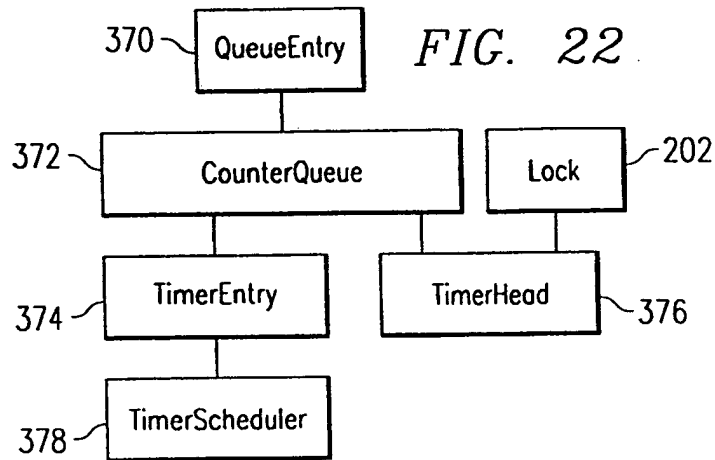 370
QueueEntry
FIG. 22
372
CounterQueue
Lock
202
374
TimerEntry
TimerHead
376
378
TimerScheduler